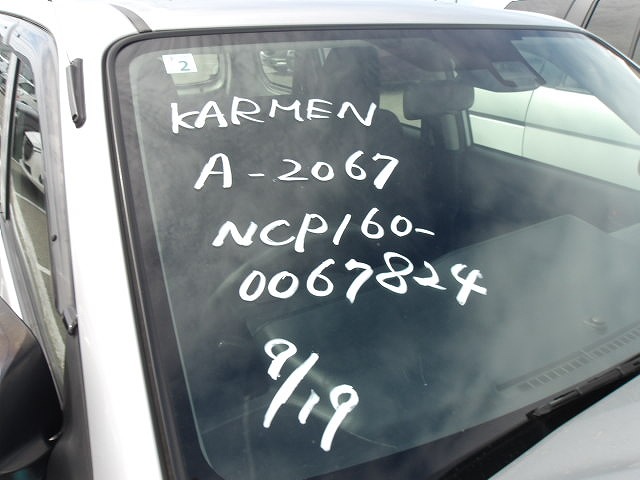 2
KARMEN
A-2067
NCP160-
0067824
9/19